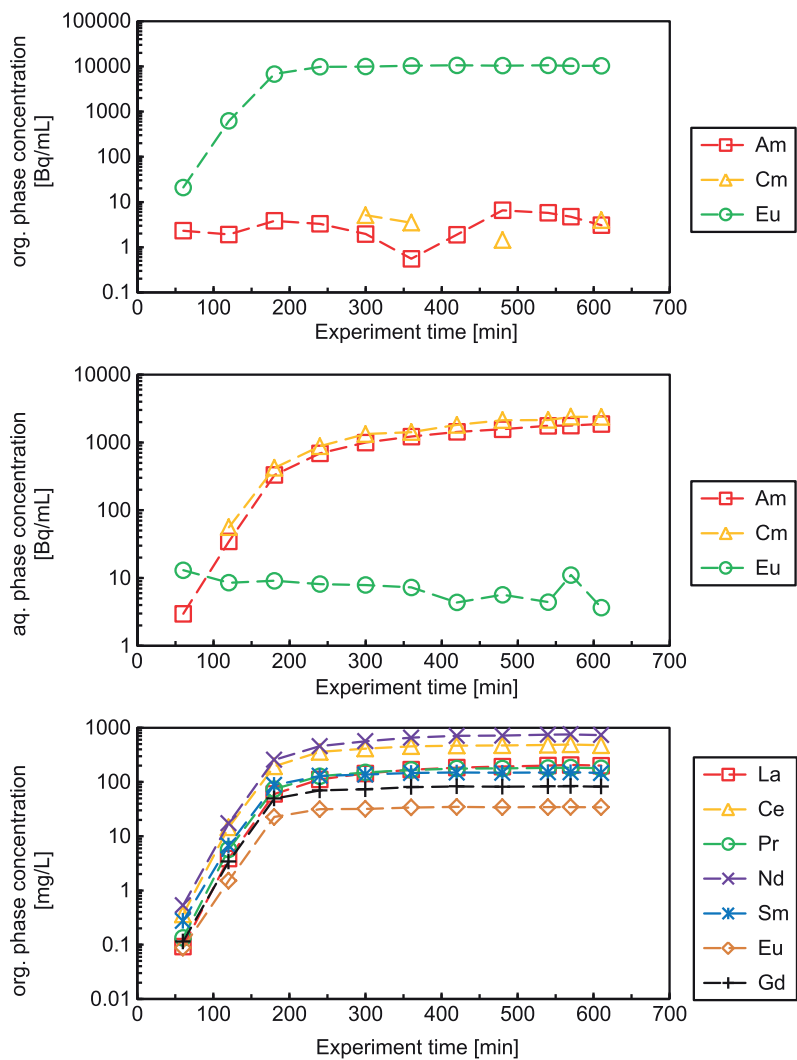 org. phase concentration
[Bq/mL]
100000
10000
1000
100
10
1
0.1
0 100 200 300 400 500 600 700
Experiment time [min]
Am
Cm
Eu
aq. phase concentration
[Bq/mL]
10000
1000
100
10
1
0 100 200 300 400 500 600 700
Experiment time [min]
Am
Cm
Eu
org. phase concentration
[mg/L]
1000
100
10
1
0.1
0.01
0 100 200 300 400 500 600 700
Experiment time [min]
La
Ce
Pr
Nd
Sm
Eu
Gd